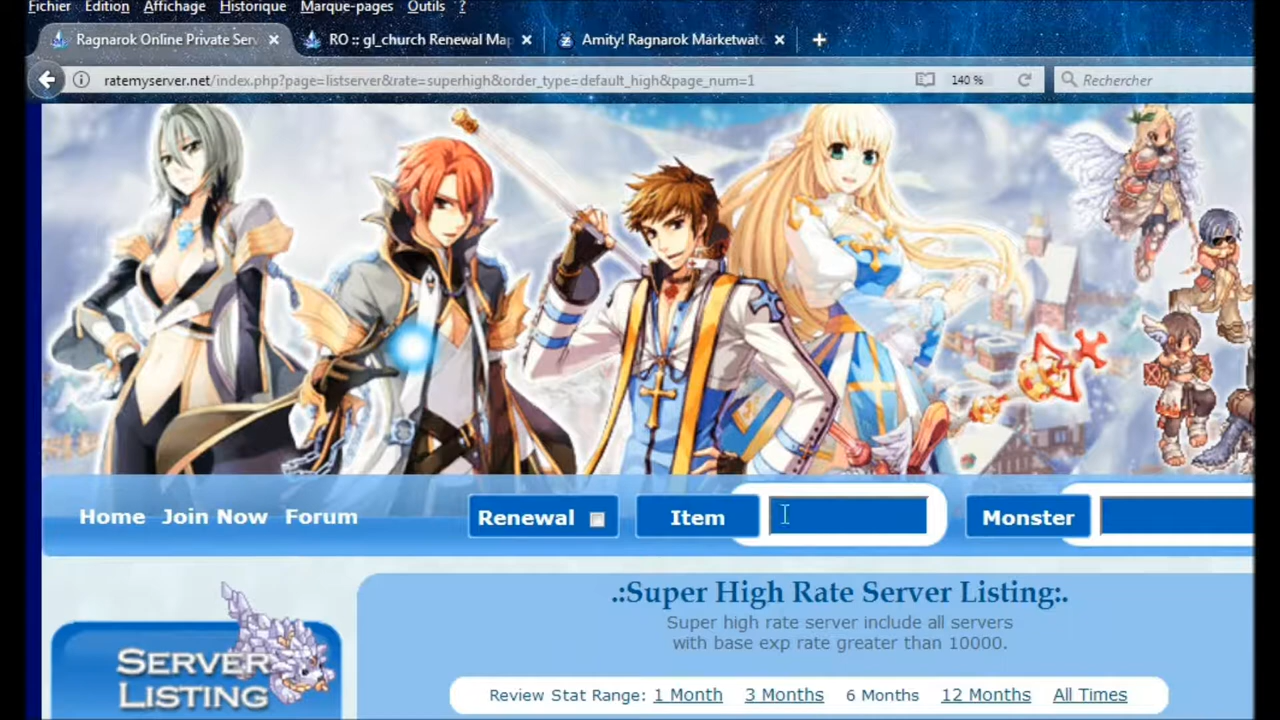 Fichier Edition Affichage Historique Marque-pages Outils ?
Ragnarok Online Private Serv RO :: gl_church Renewal Map Amity! Ragnarok Marketwatc
ratemyserver.net/index.php?page=listserver&rate=superhigh&order_type=default_high&page_num=1 140 % Rechercher
Home Join Now Forum Renewal Item Monster
.:Super High Rate Server Listing:.
Super high rate server include all servers
with base exp rate greater than 10000.
SERVER
LISTING
Review Stat Range: 1 Month 3 Months 6 Months 12 Months All Times